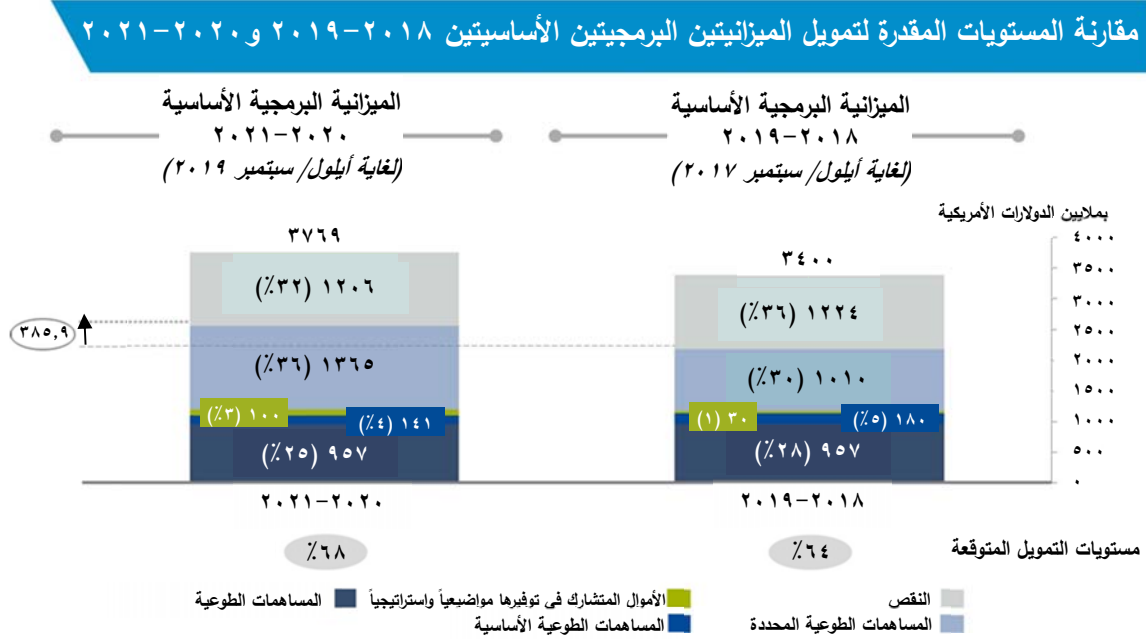 مقارنة المستويات المقدرة لتمويل الميزانيتين البرمجيتين الأساسيتين ٢٠١٨-٢٠١٩ و٢٠٢٠-٢٠٢١
الميزانية البرمجية الأساسية
٢٠١٨-٢٠١٩
(لغاية أيلول/ سبتمبر ٢٠١٧)
الميزانية البرمجية الأساسية
٢٠٢٠-٢٠٢١
(لغاية أيلول/ سبتمبر ٢٠١٩)
بملايين الدولارات الأمريكية
٤٠٠٠
٣٥٠٠
٣٠٠٠
٢٥٠٠
٢٠٠٠
١٥٠٠
١٠٠٠
٥٠٠
٠
٣٤٠٠
١٢٢٤ (٣٦٪)
١٠١٠ (٣٠٪)
١٨٠ (٥٪)
٣٠ (١)
٩٥٧ (٢٨٪)
٢٠١٨-٢٠١٩
٣٧٦٩
١٢٠٦ (٣٢٪)
١٣٦٥ (٣٦٪)
١٤١ (٤٪)
١٠٠ (٣٪)
٩٥٧ (٢٥٪)
٢٠٢٠-٢٠٢١
٣٨٥,٩
مستويات التمويل المتوقعة
٦٤٪
٦٨٪
النقص
الأموال المتشارك في توفيرها مواضيعياً واستراتيجياً
المساهمات الطوعية
المساهمات الطوعية المحددة
المساهمات الطوعية الأساسية